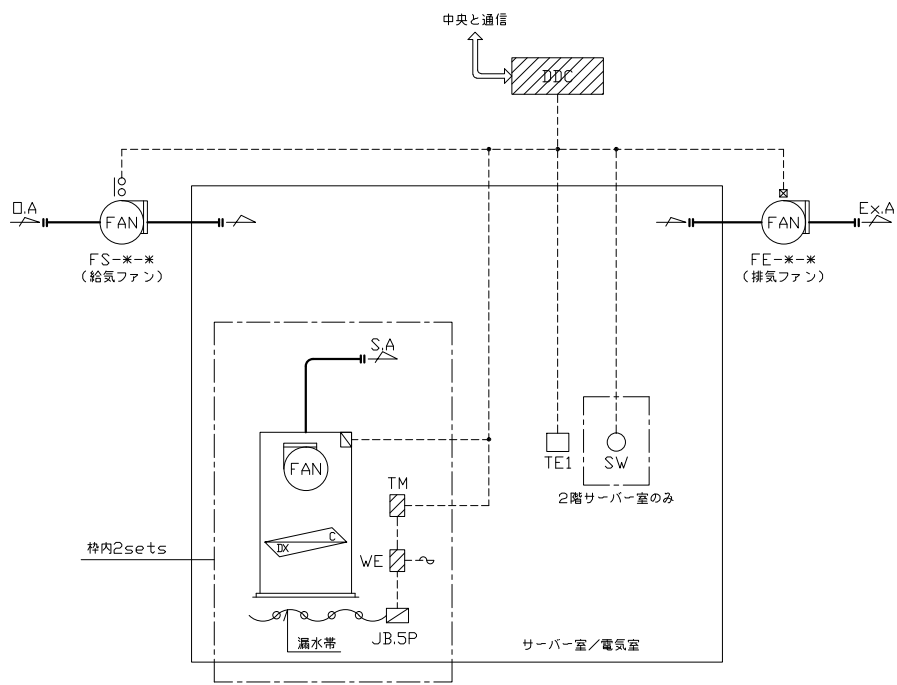 中央と通信
DDC
O.A
FAN
FS-*-*
(給気ファン)
FAN
Ex.A
FE-*-*
(排気ファン)
S.A
FAN
DX
C
TM
WE
JB.5P
漏水帯
枠内2sets
TE1
SW
2階サーバー室のみ
サーバー室/電気室